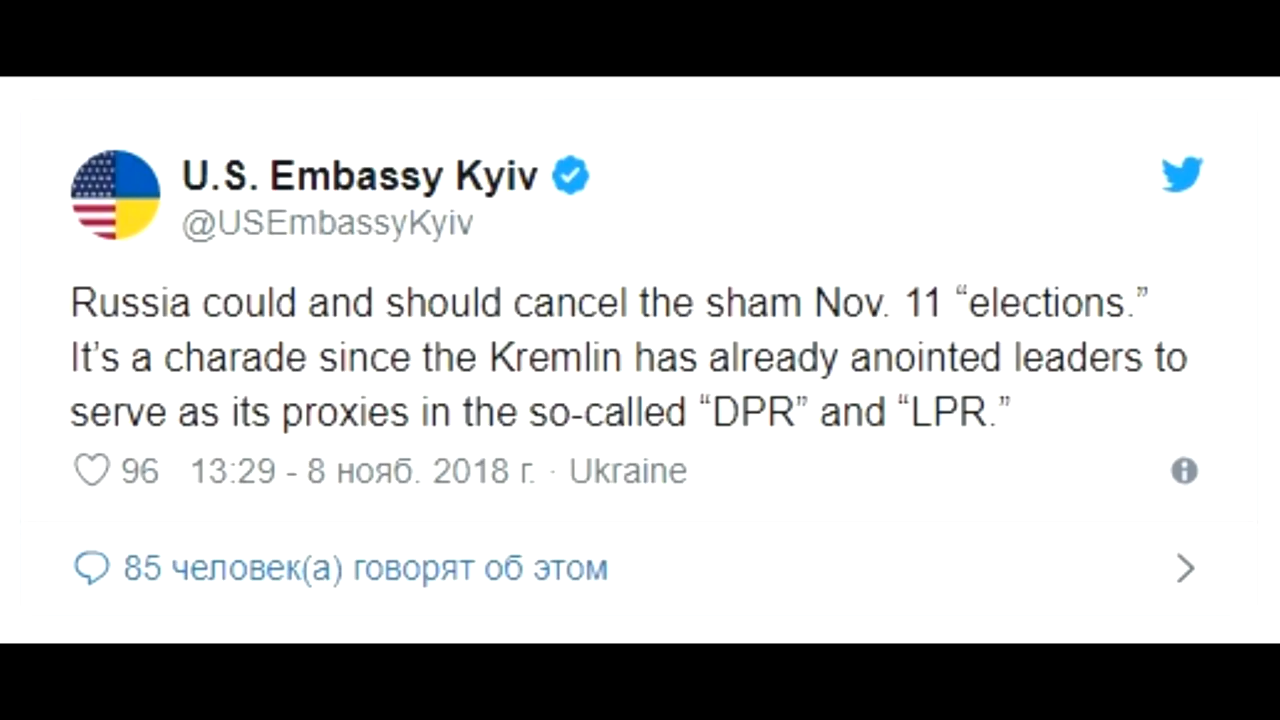 U.S. Embassy Kyiv
@USEmbassyKyiv
Russia could and should cancel the sham Nov. 11 “elections.”
It’s a charade since the Kremlin has already anointed leaders to
serve as its proxies in the so-called “DPR” and “LPR.”
96 13:29 - 8 нояб. 2018 г. · Ukraine
85 человек(а) говорят об этом